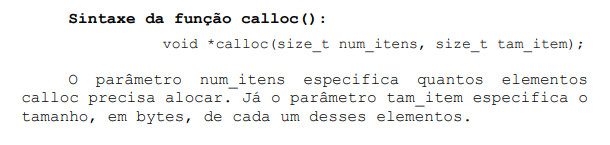 Sintaxe da função calloc():
void *calloc(size_t num_itens, size_t tam_item);
O parâmetro num_itens especifica quantos elementos
calloc precisa alocar. Já o parâmetro tam_item especifica o
tamanho, em bytes, de cada um desses elementos.